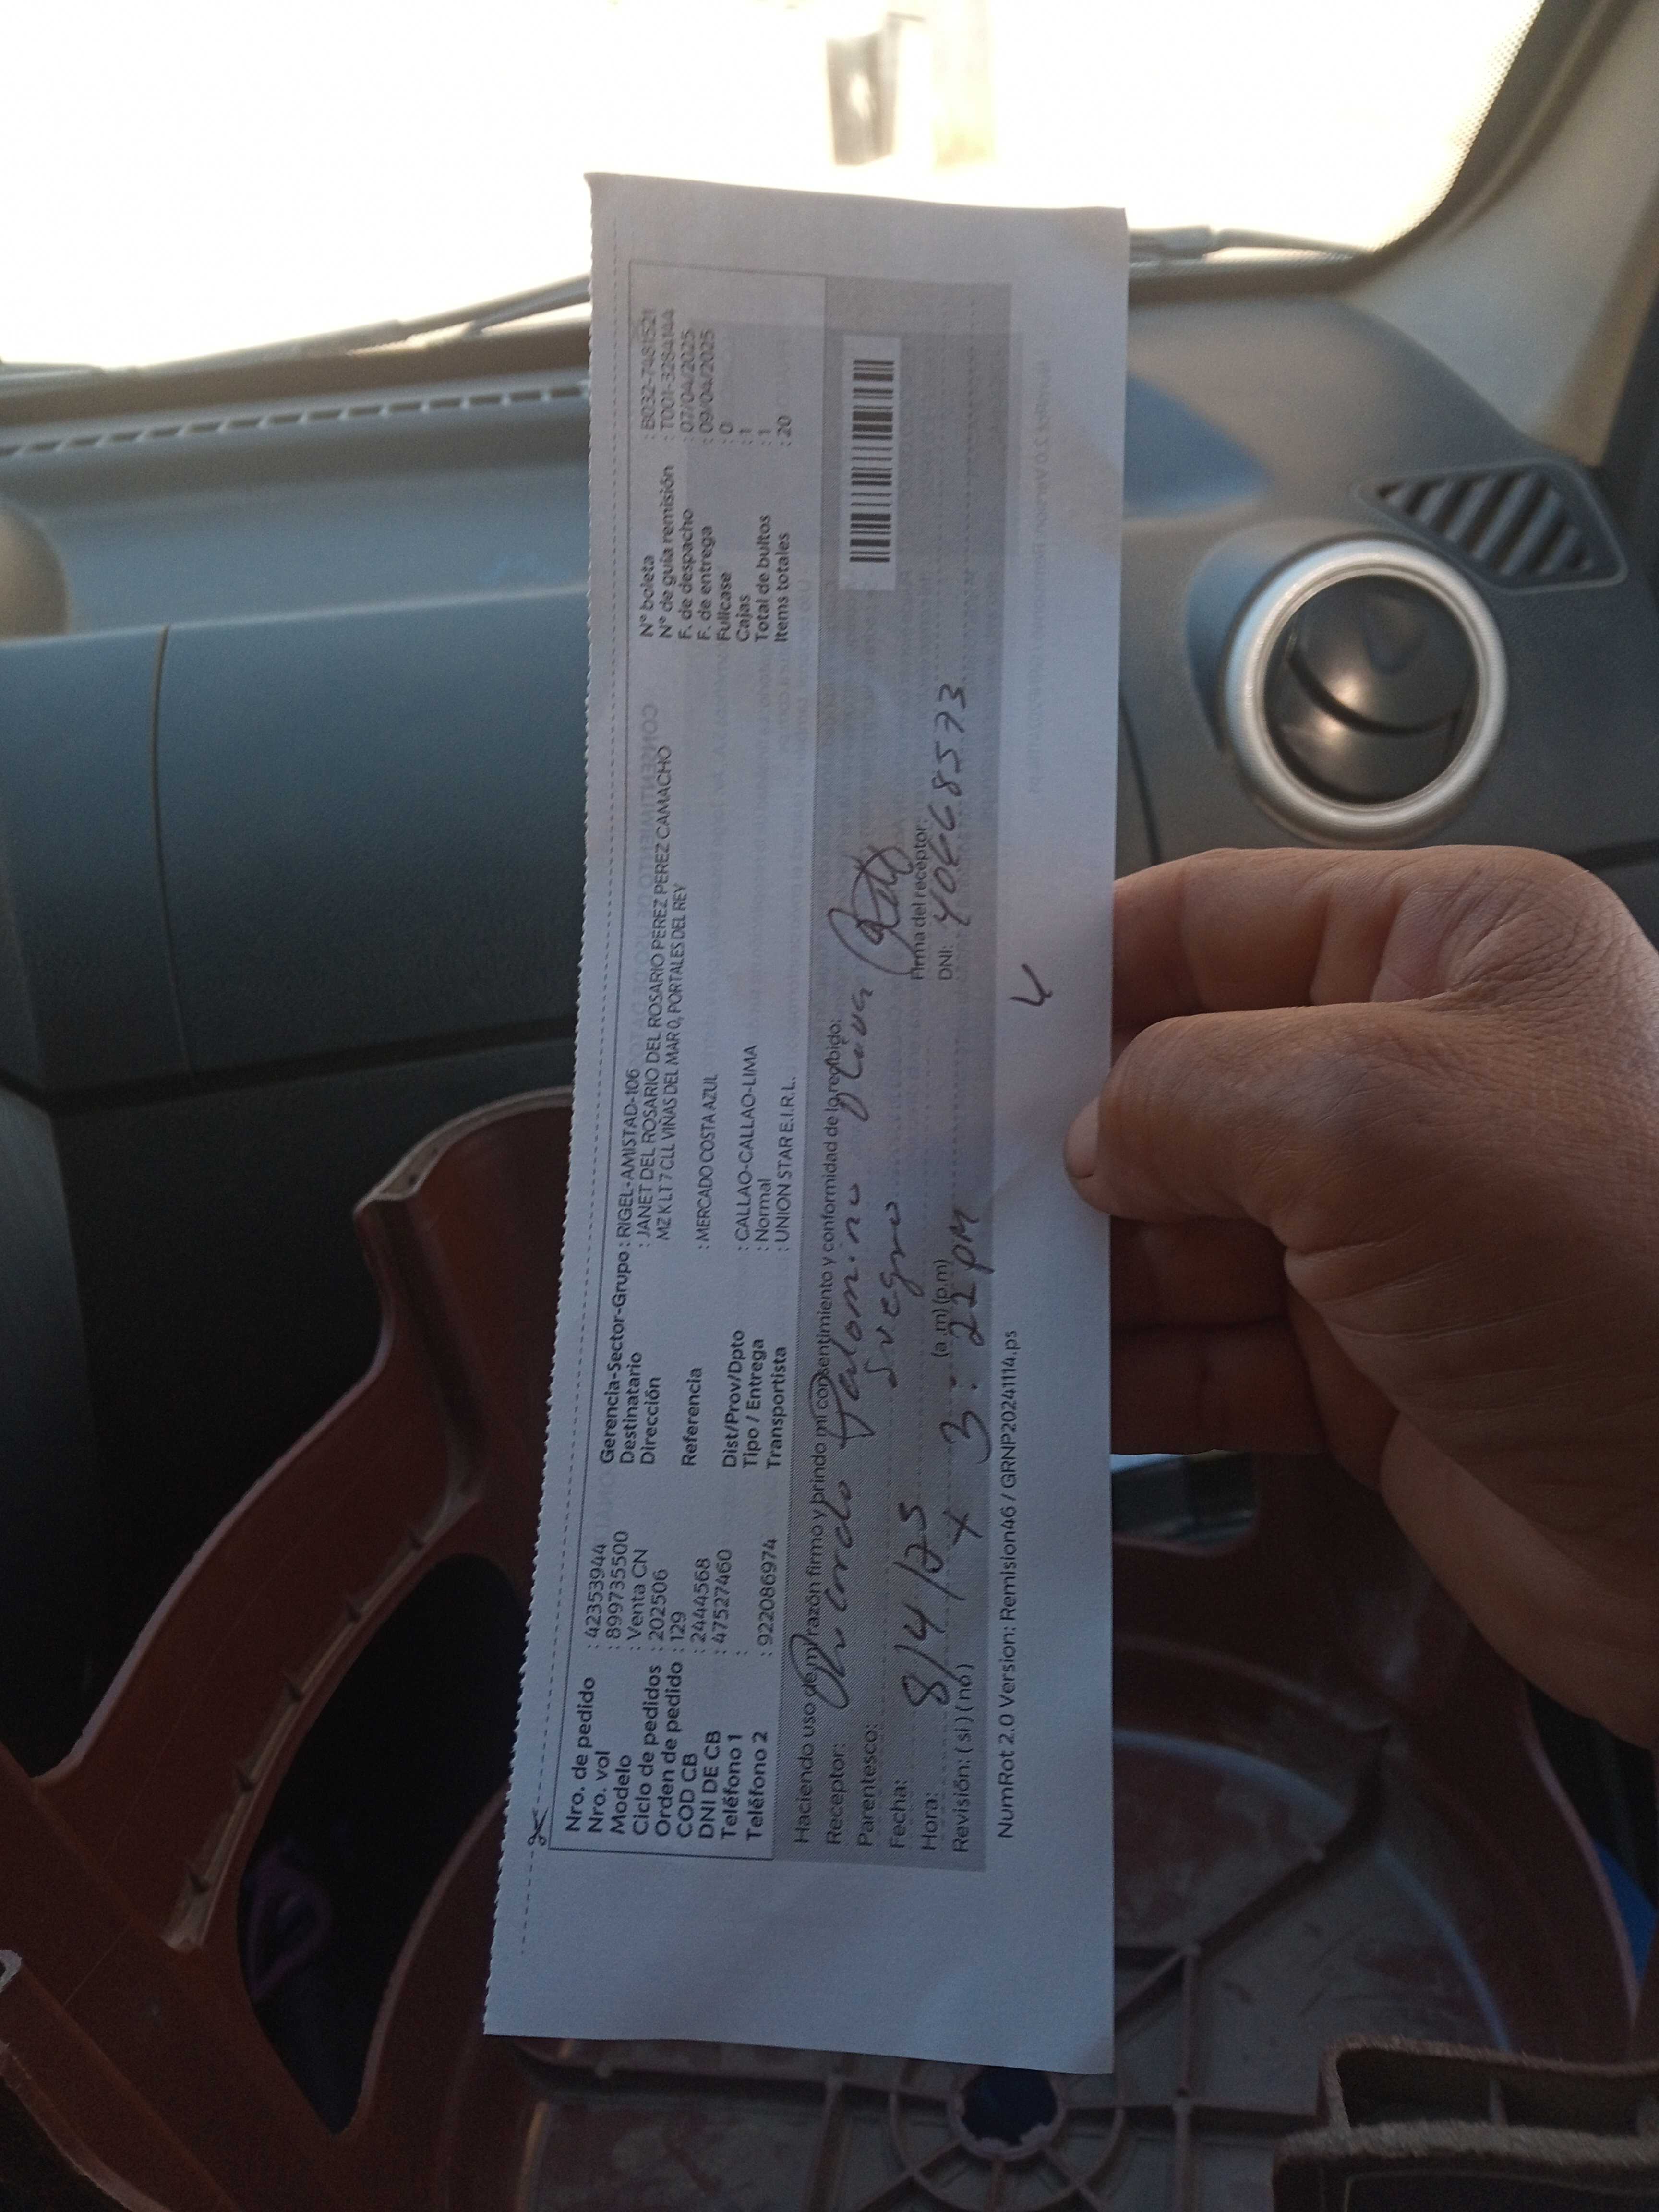 Nro. de pedido : 42353944
Nro. vol : 899735500
Modelo : Venta CN
Ciclo de pedidos : 202506
Orden de pedido : 129
COD CB : 2444568
DNI DE CB : 47527460
Teléfono 1 :
Teléfono 2 : 922086974
Gerencia-Sector-Grupo : RIGEL-AMISTAD-106
Destinatario : JANET DEL ROSARIO DEL ROSARIO PEREZ PEREZ CAMACHO
Dirección MZ K LT 7 CLL VIÑAS DEL MAR 0, PORTALES DEL REY
Referencia : MERCADO COSTA AZUL
Dist/Prov/Dpto : CALLAO-CALLAO-LIMA
Tipo / Entrega : Normal
Transportista : UNION STAR E.I.R.L.
N° boleta : B032-7481521
N° de guía remisión : T001-3284144
F. de despacho : 07/04/2025
F. de entrega : 09/04/2025
Fullcase : 0
Cajas : 1
Total de bultos : 1
Items totales : 20
Haciendo uso de mi razón firmo y brindo mi consentimiento y conformidad de lo recibido:
Receptor: Ricardo Palomino Oliva
Parentesco: Suegro
Fecha: 8/4/25
Hora: 3:22 pm (a.m) (p.m)
Revisión: ( si ) ( no )
Firma del receptor:
DNI: 40668573
NumRot 2.0 Version: Remision46 / GRNP20241114.ps